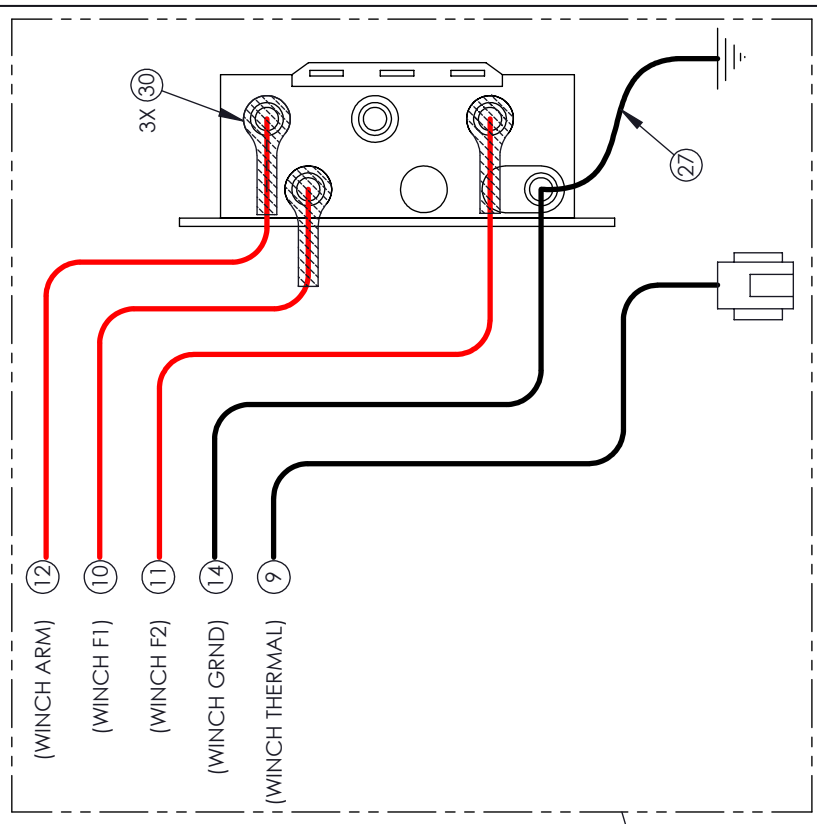 3X 30
27
12 (WINCH ARM)
10 (WINCH F1)
11 (WINCH F2)
14 (WINCH GRND)
9 (WINCH THERMAL)